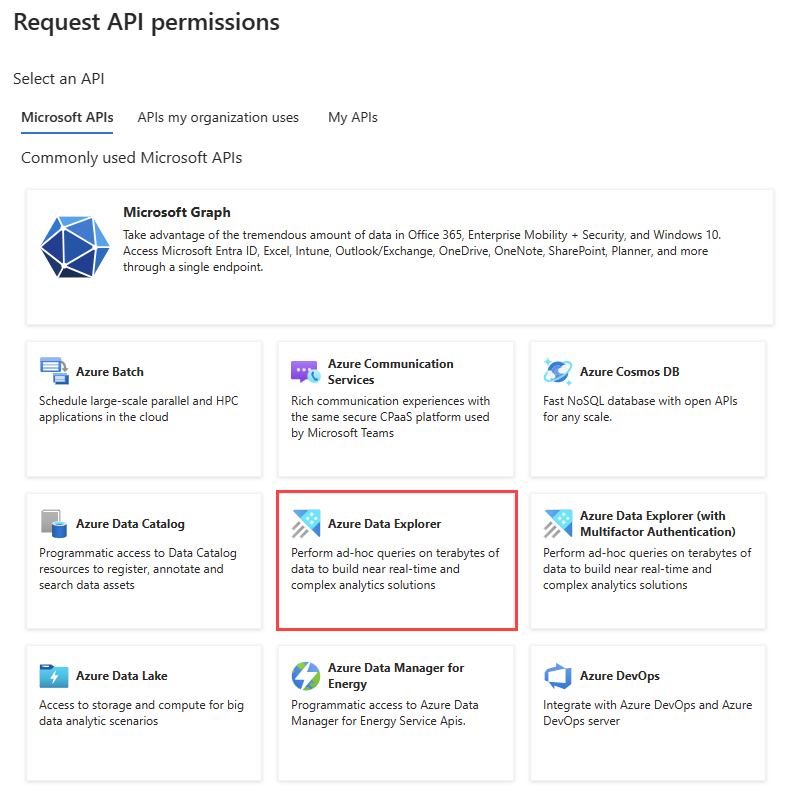 Request API permissions
Select an API
Microsoft APIs
APIs my organization uses
My APIs
Commonly used Microsoft APIs
Microsoft Graph
Take advantage of the tremendous amount of data in Office 365, Enterprise Mobility + Security, and Windows 10.
Access Microsoft Entra ID, Excel, Intune, Outlook/Exchange, OneDrive, OneNote, SharePoint, Planner, and more
through a single endpoint.
Azure Batch
Schedule large-scale parallel and HPC
applications in the cloud
Azure Communication
Services
Rich communication experiences with
the same secure CPaaS platform used
by Microsoft Teams
Azure Cosmos DB
Fast NoSQL database with open APIs
for any scale.
Azure Data Catalog
Programmatic access to Data Catalog
resources to register, annotate and
search data assets
Azure Data Explorer
Perform ad-hoc queries on terabytes of
data to build near real-time and
complex analytics solutions
Azure Data Explorer (with
Multifactor Authentication)
Perform ad-hoc queries on terabytes of
data to build near real-time and
complex analytics solutions
Azure Data Lake
Access to storage and compute for big
data analytic scenarios
Azure Data Manager for
Energy
Programmatic access to Azure Data
Manager for Energy Service Apis.
Azure DevOps
Integrate with Azure DevOps and Azure
DevOps server